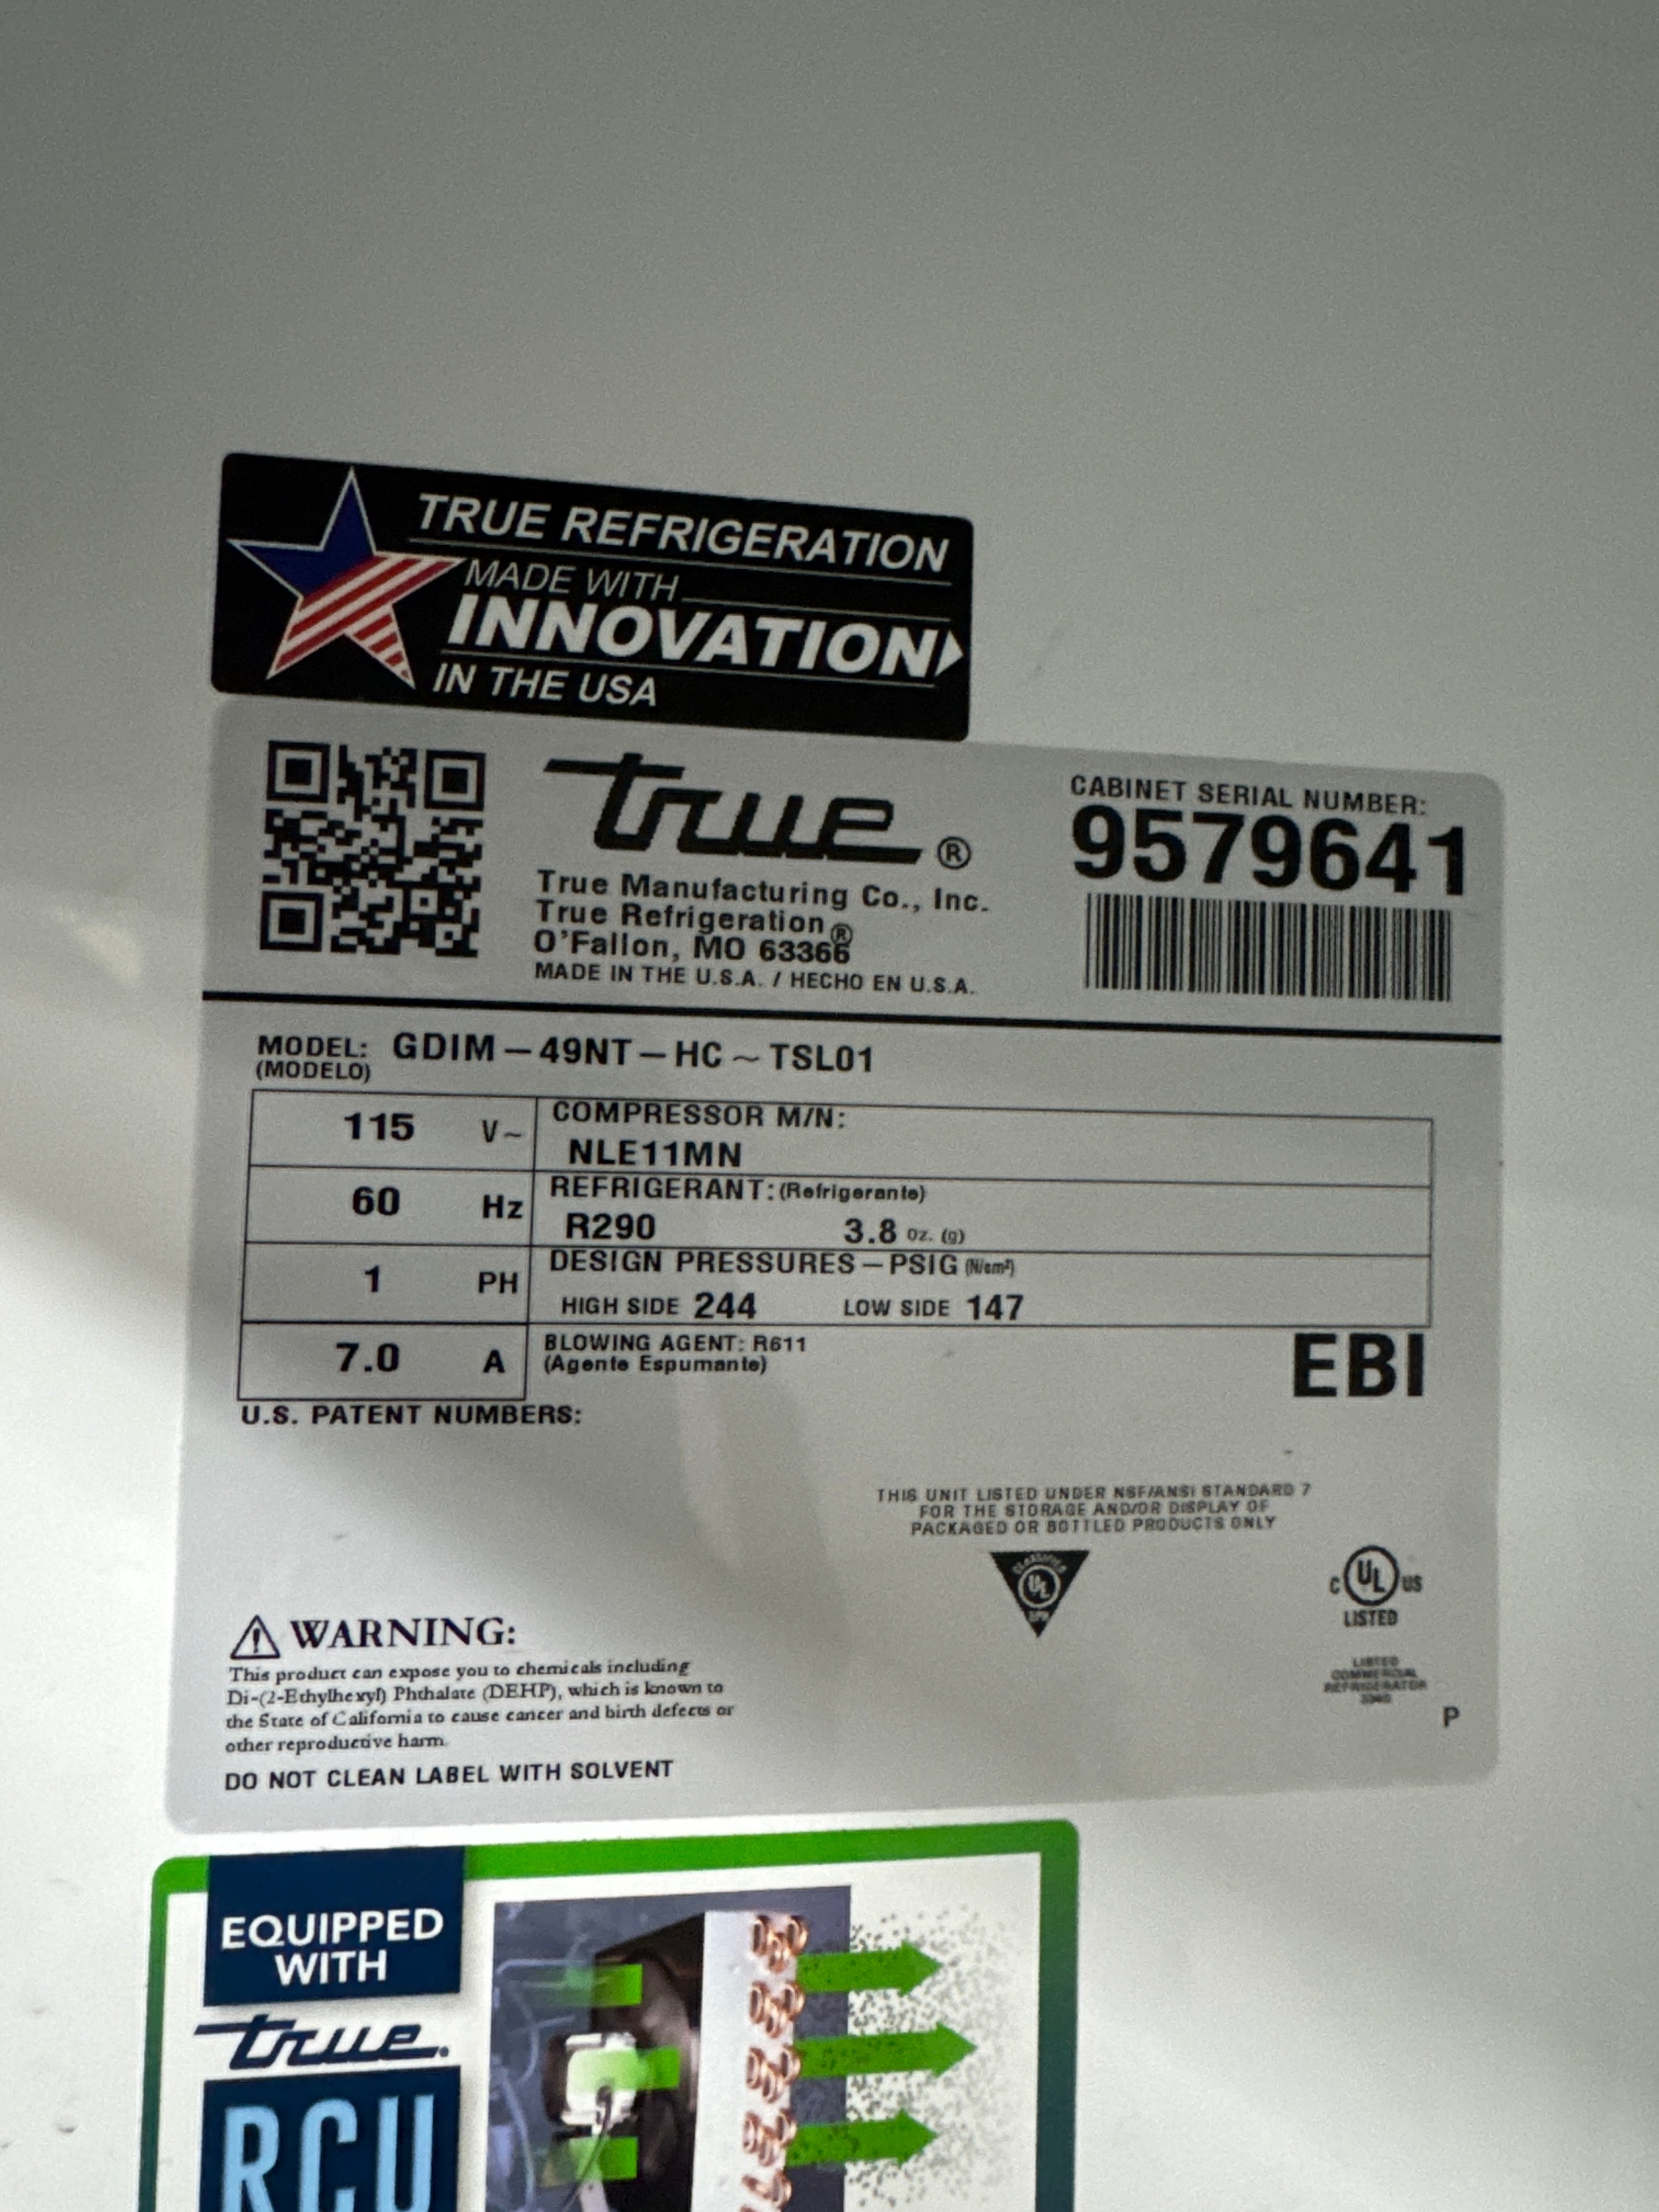 TRUE REFRIGERATION
MADE WITH
INNOVATION
IN THE USA
true®
True Manufacturing Co., Inc.
True Refrigeration®
O'Fallon, MO 63366
MADE IN THE U.S.A. / HECHO EN U.S.A.
CABINET SERIAL NUMBER:
9579641
MODEL: GDIM-49NT-HC~TSL01
(MODELO)
115 V~
60 Hz
1 PH
7.0 A
COMPRESSOR M/N:
NLE11MN
REFRIGERANT: (Refrigerante)
R290 3.8 oz. (g)
DESIGN PRESSURES-PSIG (N/cm²)
HIGH SIDE 244 LOW SIDE 147
BLOWING AGENT: R611
(Agente Espumante)
EBI
U.S. PATENT NUMBERS:
THIS UNIT LISTED UNDER NSF/ANSI STANDARD 7
FOR THE STORAGE AND/OR DISPLAY OF
PACKAGED OR BOTTLED PRODUCTS ONLY
CLASSIFIED
UL
EPH
C UL US
LISTED
LISTED
COMMERCIAL
REFRIGERATOR
P
WARNING:
This product can expose you to chemicals including
Di-(2-Ethylhexyl) Phthalate (DEHP), which is known to
the State of California to cause cancer and birth defects or
other reproductive harm.
DO NOT CLEAN LABEL WITH SOLVENT
EQUIPPED
WITH
true.
RCU